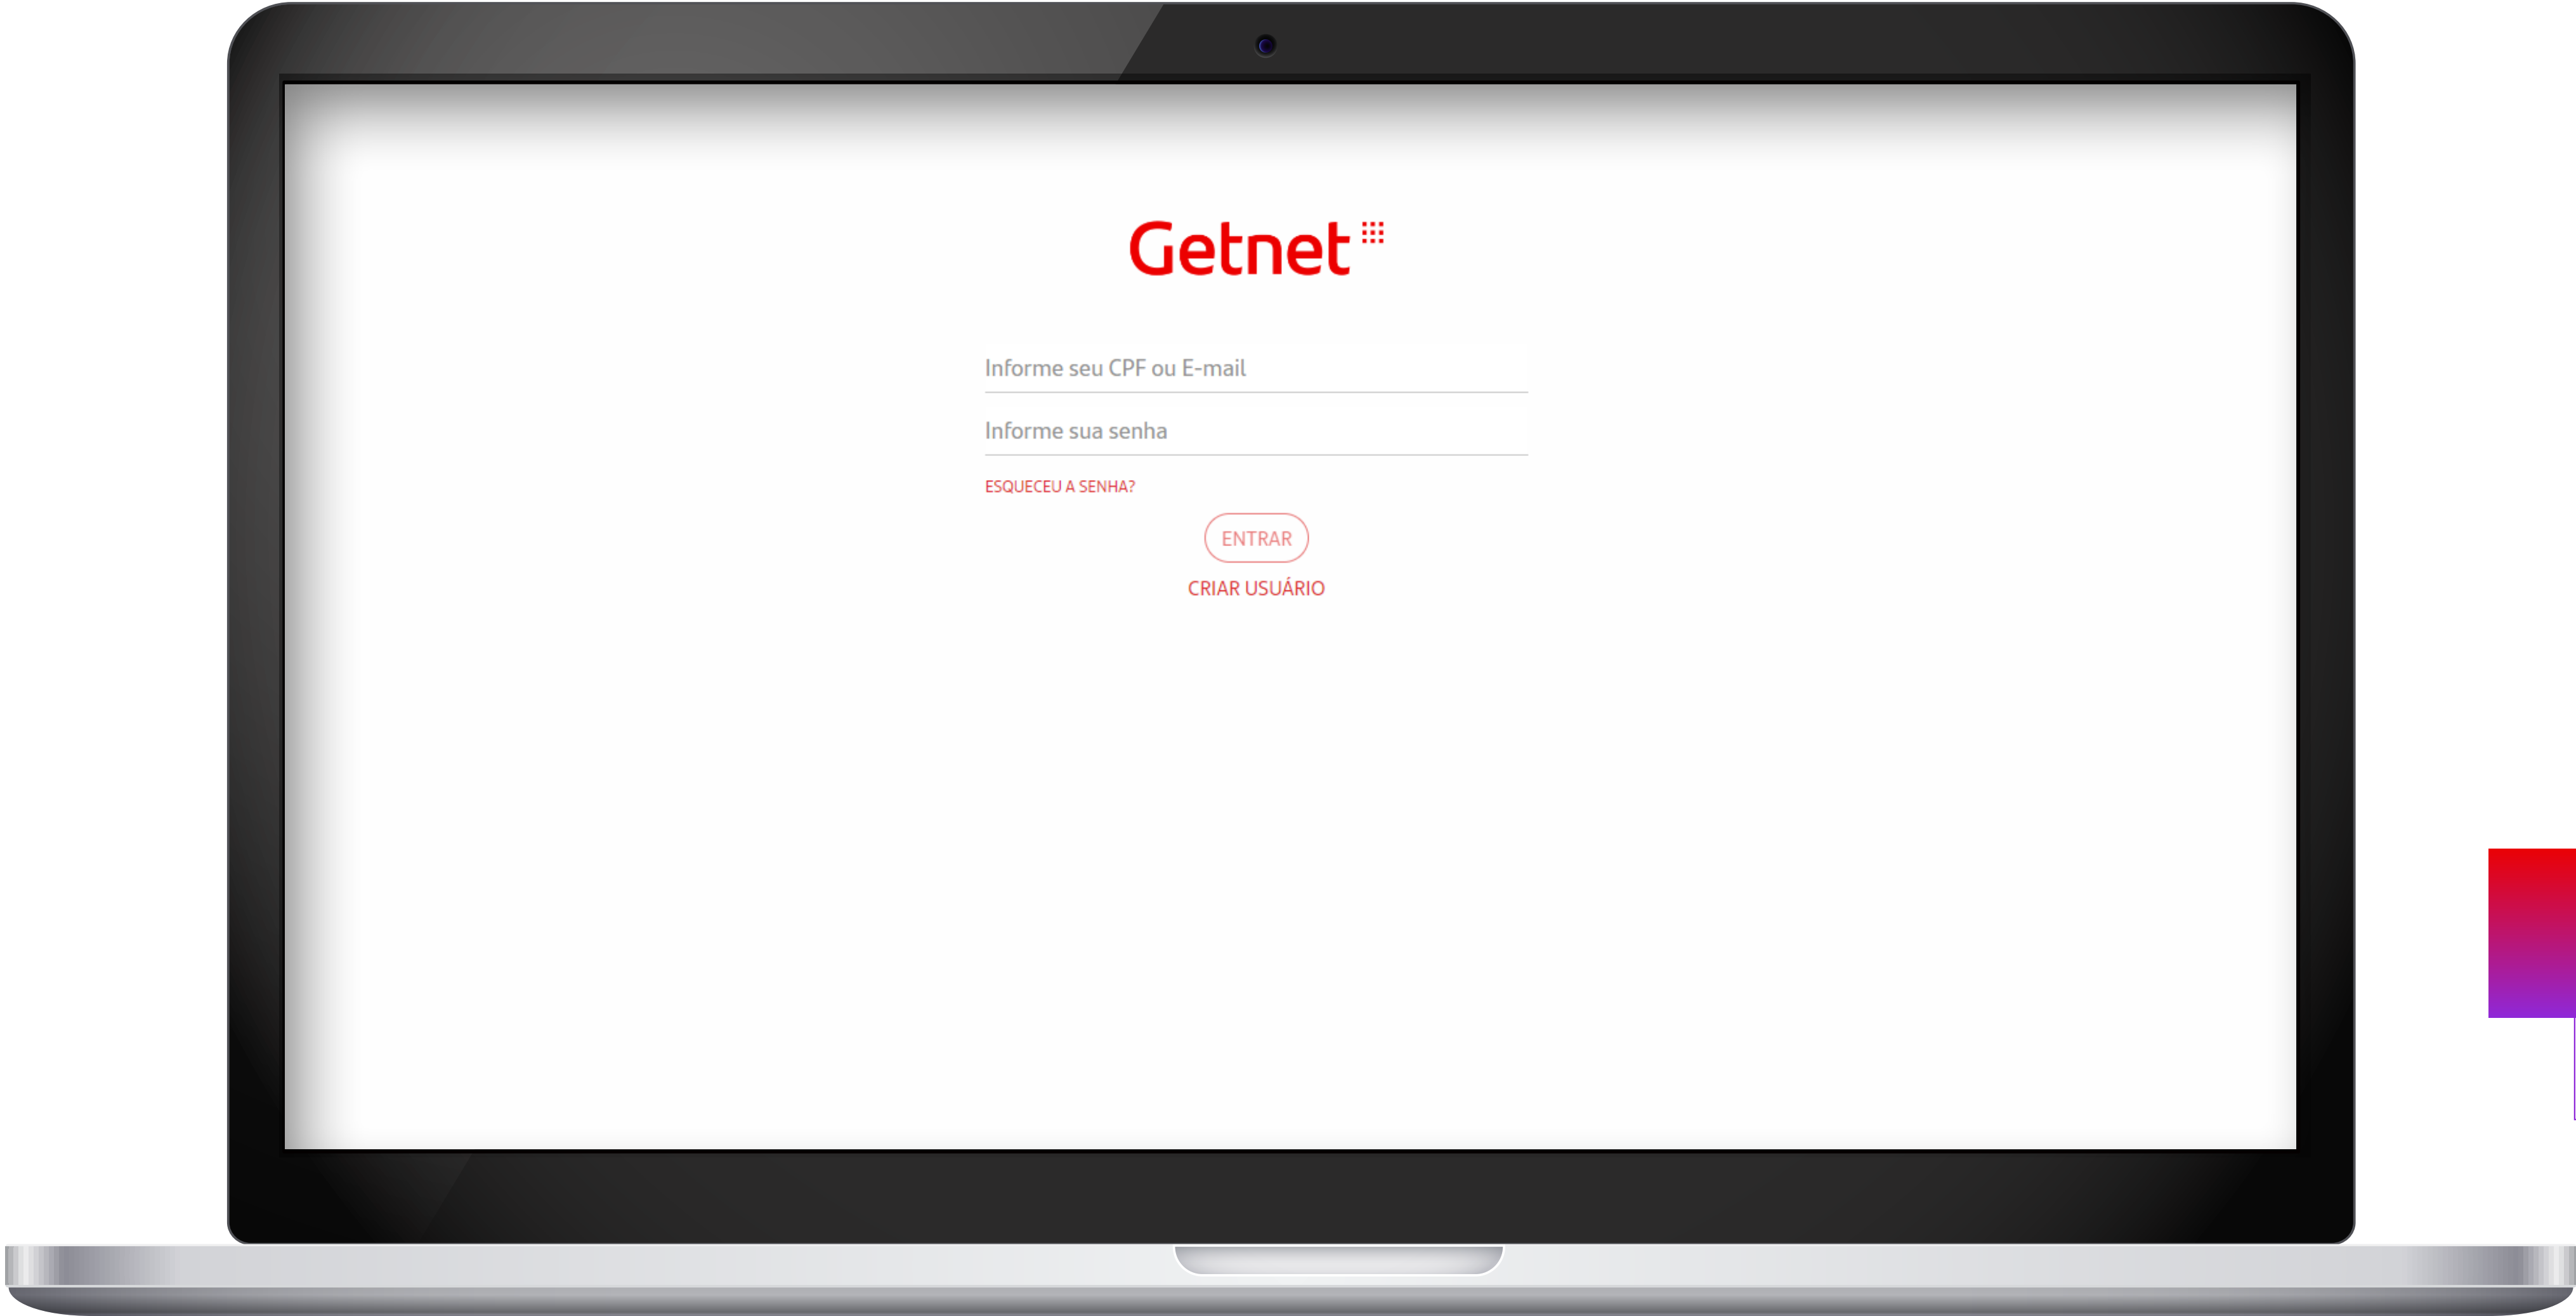 Getnet
Informe seu CPF ou E-mail
Informe sua senha
ESQUECEU A SENHA?
ENTRAR
CRIAR USUÁRIO